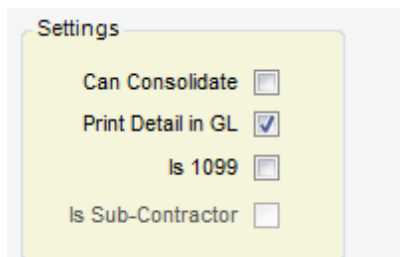 Settings
Can Consolidate
Print Detail in GL
Is 1099
Is Sub-Contractor